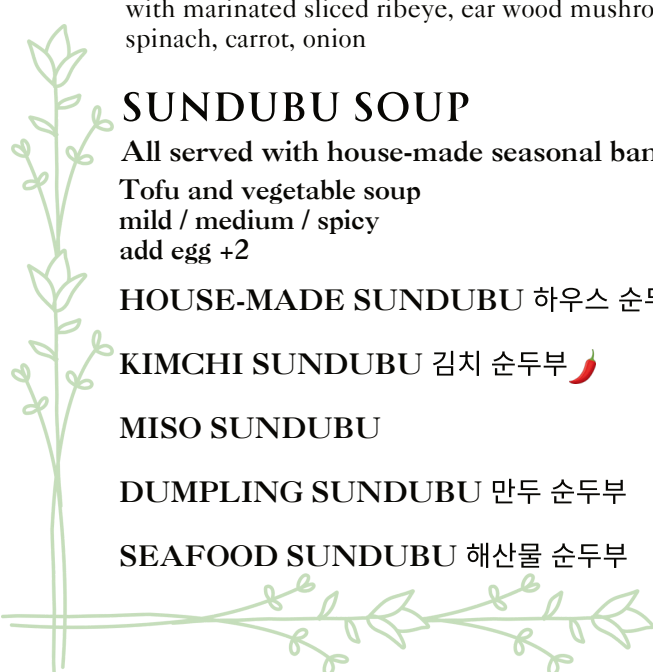 with marinated sliced ribeye, ear wood
spinach, carrot, onion
SUNDUBU SOUP
All served with house-made seasonal
Tofu and vegetable soup
mild / medium / spicy
add egg +2
HOUSE-MADE SUNDUBU 하우스
KIMCHI SUNDUBU 김치 순두부🌶️
MISO SUNDUBU
DUMPLING SUNDUBU 만두 순두부
SEAFOOD SUNDUBU 해산물 순두부